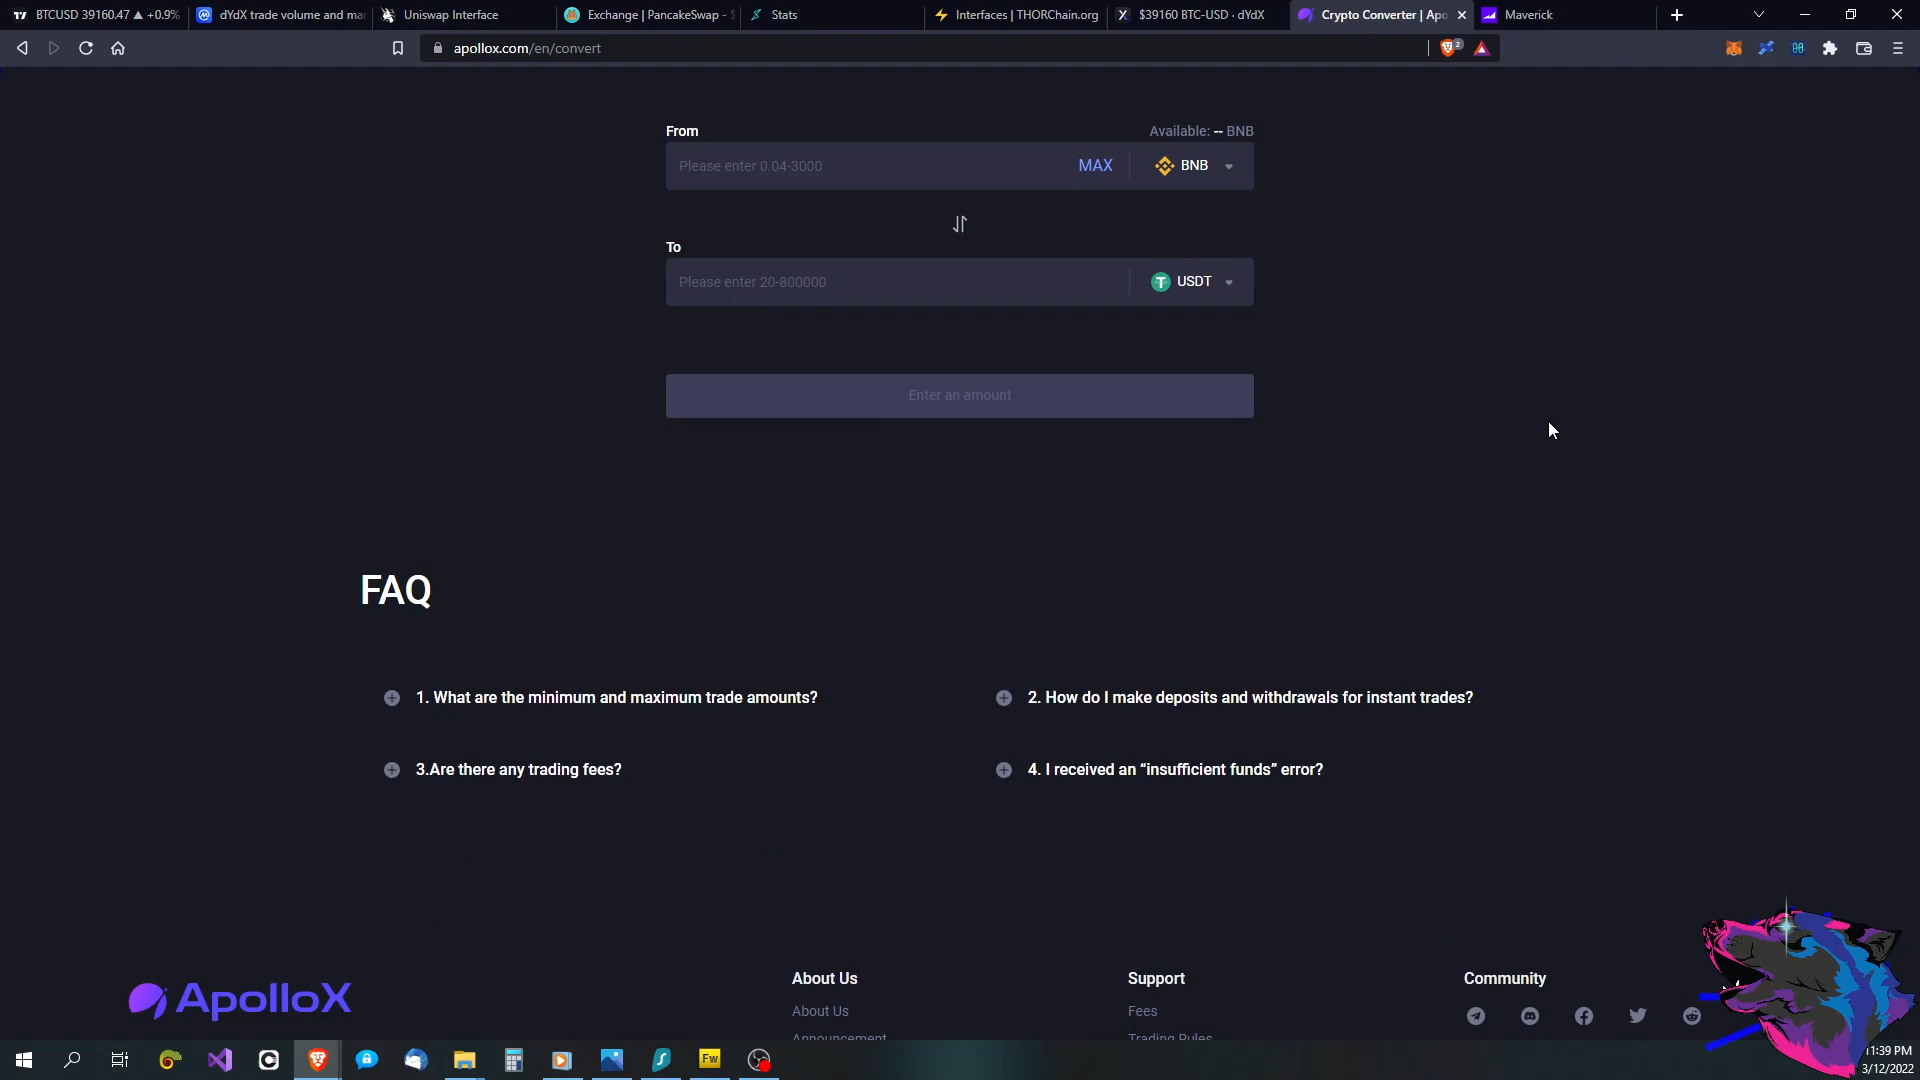 BTCUSD 39160.47 ▲ +0.9%
dYdX trade volume and mar
Uniswap Interface
Exchange | PancakeSwap - $
Stats
Interfaces | THORChain.org
$39160 BTC-USD · dYdX
Crypto Converter | Apo
Maverick
apollox.com/en/convert
2
From
Available: -- BNB
Please enter 0.04-3000
MAX
BNB
To
Please enter 20-800000
USDT
Enter an amount
FAQ
1. What are the minimum and maximum trade amounts?
2. How do I make deposits and withdrawals for instant trades?
3.Are there any trading fees?
4. I received an “insufficient funds” error?
ApolloX
About Us
Support
Community
About Us
Fees
Announcement
Trading Rules
Fw
11:39 PM
3/12/2022